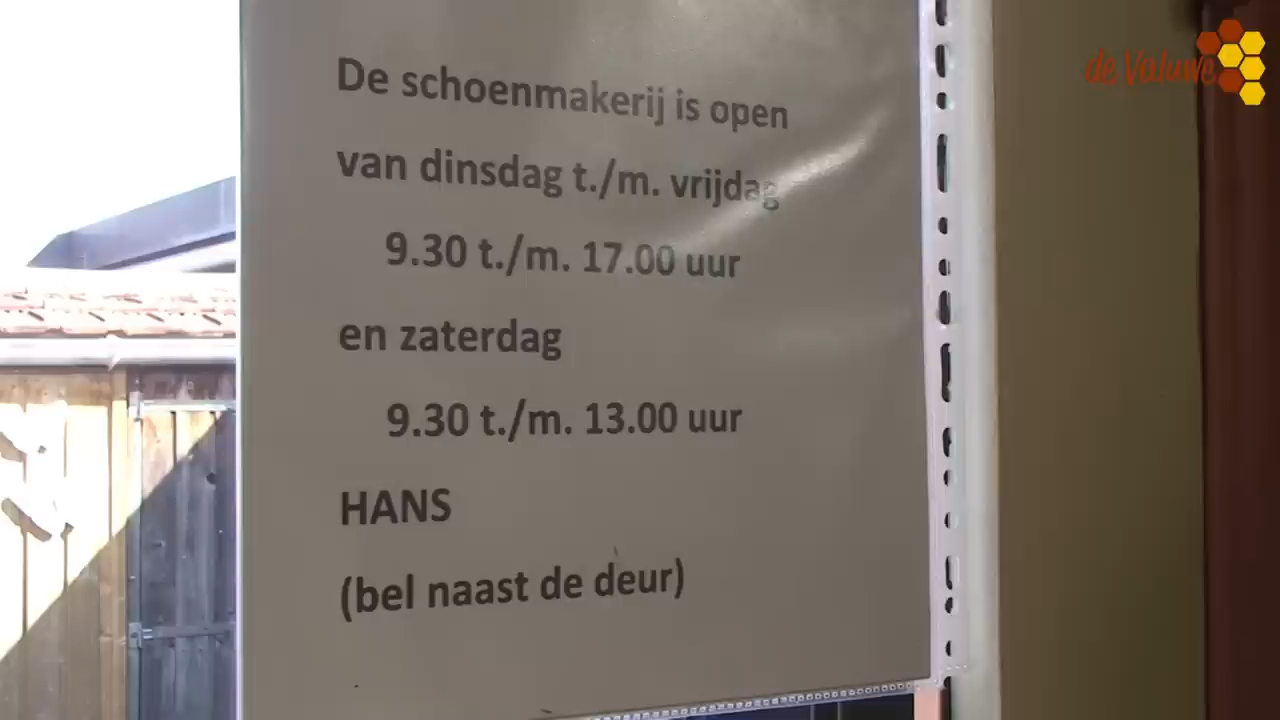 De schoenmakerij is open
van dinsdag t./m. vrijdag
9.30 t./m. 17.00 uur
en zaterdag
9.30 t./m. 13.00 uur
HANS
(bel naast de deur)
de Valuwe